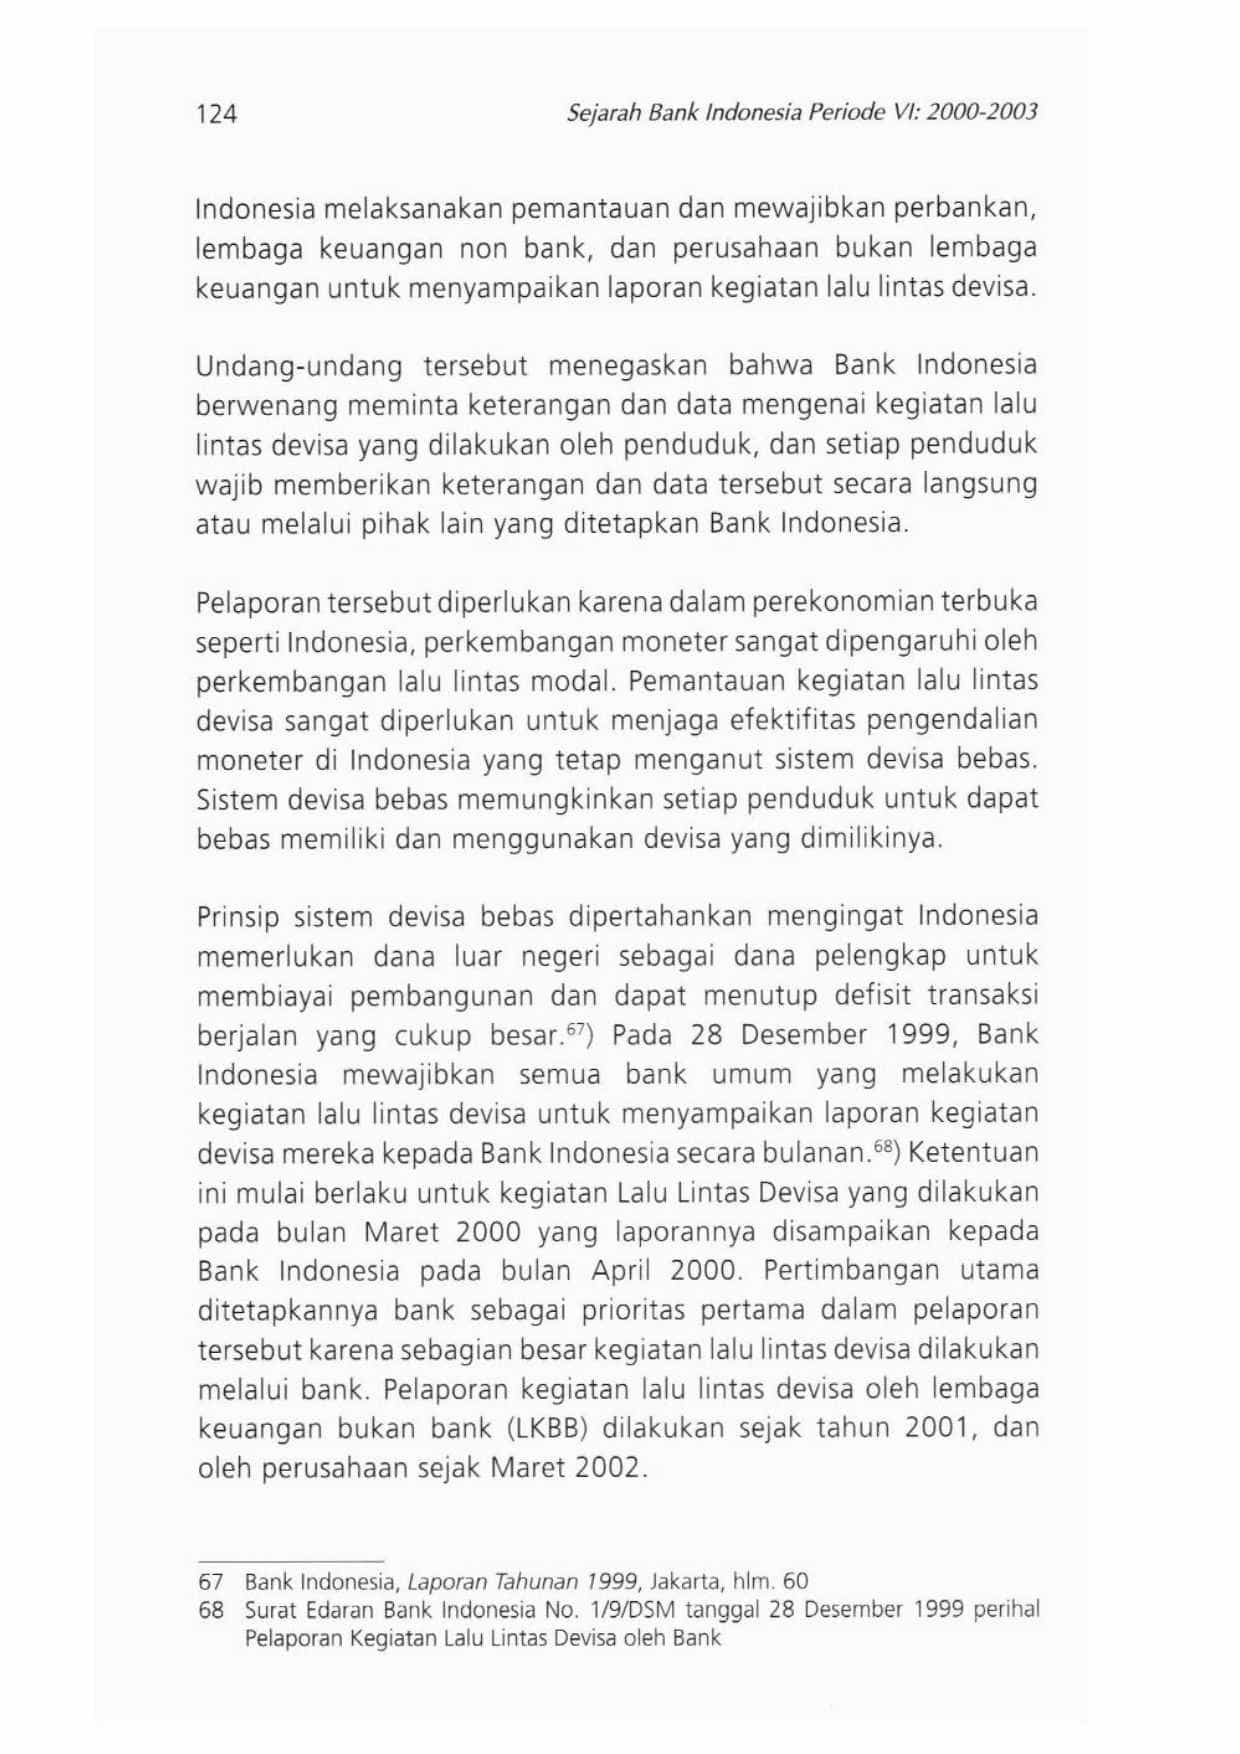 124 Sejarah Bank Indonesia Periode VI: 2000-2003
Indonesia melaksanakan pemantauan dan mewajibkan perbankan,
lembaga keuangan non bank, dan perusahaan bukan lembaga
keuangan untuk menyampaikan laporan kegiatan lalu lintas devisa.
Undang-undang tersebut menegaskan bahwa Bank Indonesia
berwenang meminta keterangan dan data mengenai kegiatan lalu
lintas devisa yang dilakukan oleh penduduk, dan setiap penduduk
wajib memberikan keterangan dan data tersebut secara langsung
atau melalui pihak lain yang ditetapkan Bank Indonesia.
Pelaporan tersebut diperlukan karena dalam perekonomian terbuka
seperti Indonesia, perkembangan moneter sangat dipengaruhi oleh
perkembangan lalu lintas modal. Pemantauan kegiatan lalu lintas
devisa sangat diperlukan untuk menjaga efektifitas pengendalian
moneter di Indonesia yang tetap menganut sistem devisa bebas.
Sistem devisa bebas memungkinkan setiap penduduk untuk dapat
bebas memiliki dan menggunakan devisa yang dimilikinya.
Prinsip sistem devisa bebas dipertahankan mengingat Indonesia
memerlukan dana luar negeri sebagai dana pelengkap untuk
membiayai pembangunan dan dapat menutup defisit transaksi
berjalan yang cukup besar.⁶⁷) Pada 28 Desember 1999, Bank
Indonesia mewajibkan semua bank umum yang melakukan
kegiatan lalu lintas devisa untuk menyampaikan laporan kegiatan
devisa mereka kepada Bank Indonesia secara bulanan.⁶⁸) Ketentuan
ini mulai berlaku untuk kegiatan Lalu Lintas Devisa yang dilakukan
pada bulan Maret 2000 yang laporannya disampaikan kepada
Bank Indonesia pada bulan April 2000. Pertimbangan utama
ditetapkannya bank sebagai prioritas pertama dalam pelaporan
tersebut karena sebagian besar kegiatan lalu lintas devisa dilakukan
melalui bank. Pelaporan kegiatan lalu lintas devisa oleh lembaga
keuangan bukan bank (LKBB) dilakukan sejak tahun 2001, dan
oleh perusahaan sejak Maret 2002.
67 Bank Indonesia, Laporan Tahunan 1999, Jakarta, hlm. 60
68 Surat Edaran Bank Indonesia No. 1/9/DSM tanggal 28 Desember 1999 perihal
Pelaporan Kegiatan Lalu Lintas Devisa oleh Bank